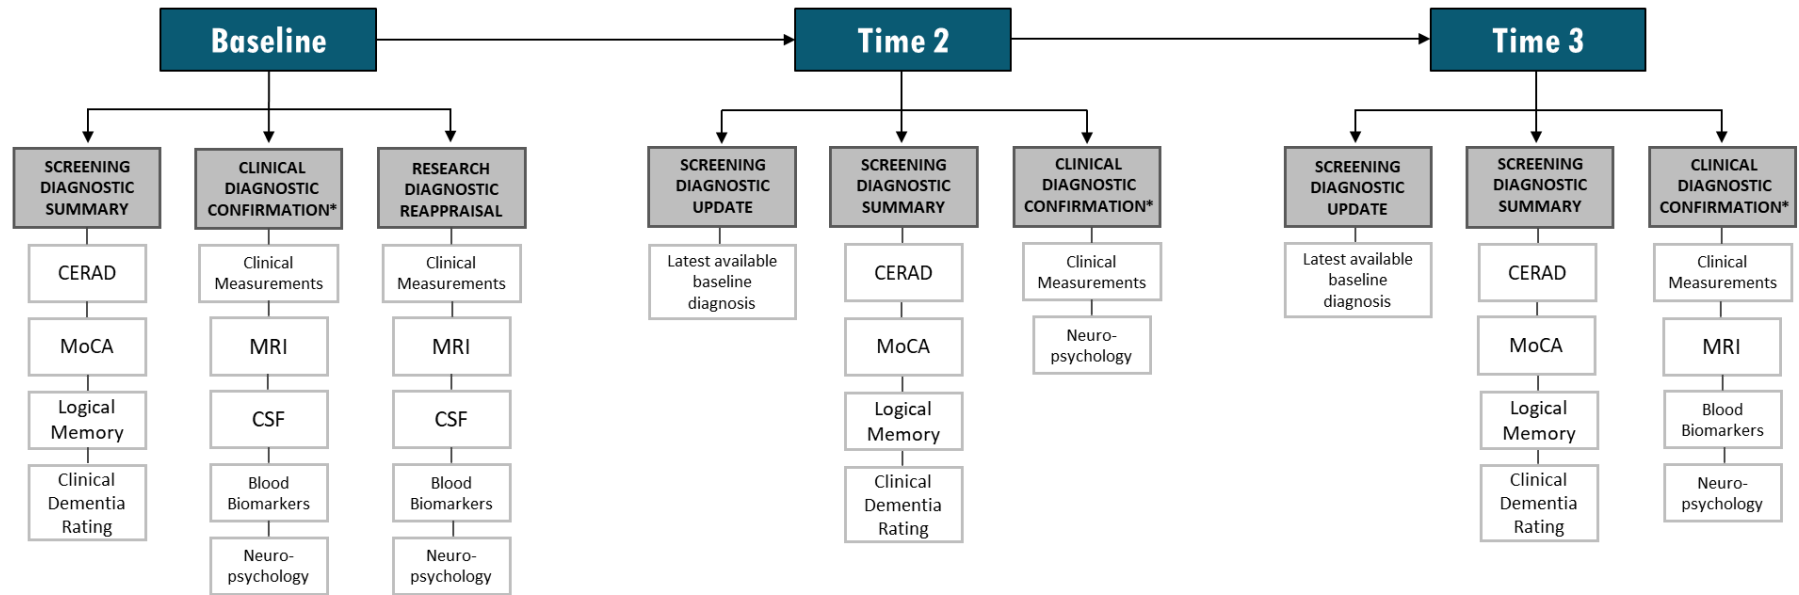 Baseline
Time 2
Time 3
SCREENING
DIAGNOSTIC
SUMMARY
CLINICAL
DIAGNOSTIC
CONFIRMATION*
RESEARCH
DIAGNOSTIC
REAPPRAISAL
SCREENING
DIAGNOSTIC
UPDATE
SCREENING
DIAGNOSTIC
SUMMARY
CLINICAL
DIAGNOSTIC
CONFIRMATION*
SCREENING
DIAGNOSTIC
UPDATE
SCREENING
DIAGNOSTIC
SUMMARY
CLINICAL
DIAGNOSTIC
CONFIRMATION*
CERAD
MoCA
Logical
Memory
Clinical
Dementia
Rating
Clinical
Measurements
MRI
CSF
Blood
Biomarkers
Neuro-
psychology
Clinical
Measurements
MRI
CSF
Blood
Biomarkers
Neuro-
psychology
Latest available
baseline
diagnosis
CERAD
MoCA
Logical
Memory
Clinical
Dementia
Rating
Clinical
Measurements
Neuro-
psychology
Latest available
baseline
diagnosis
CERAD
MoCA
Logical
Memory
Clinical
Dementia
Rating
Clinical
Measurements
MRI
Blood
Biomarkers
Neuro-
psychology